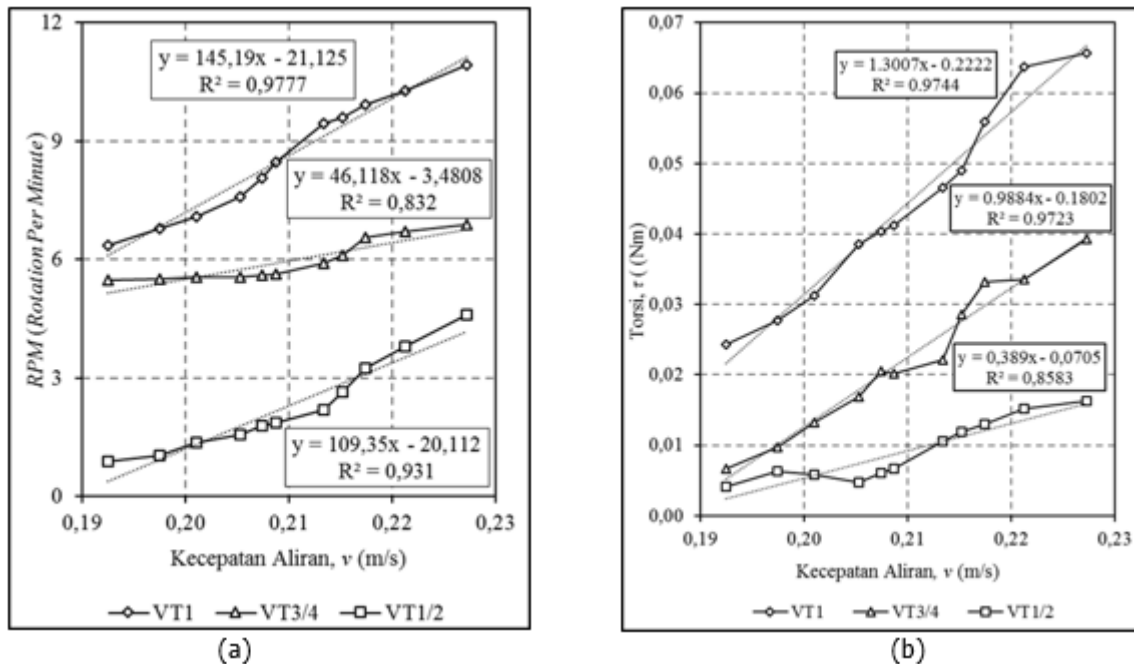 12
9
6
3
0
RPM (Rotation Per Minute)
y = 145,19x - 21,125
R² = 0,9777
y = 46,118x - 3,4808
R² = 0,832
y = 109,35x - 20,112
R² = 0,931
0,19 0,20 0,21 0,22 0,23
Kecepatan Aliran, v (m/s)
VT1 VT3/4 VT1/2
(a)
0,07
0,06
0,05
0,04
0,03
0,02
0,01
0,00
Torsi, τ ( (Nm)
y = 1.3007x - 0.2222
R² = 0.9744
y = 0.9884x - 0.1802
R² = 0.9723
y = 0,389x - 0,0705
R² = 0,8583
0,19 0,20 0,21 0,22 0,23
Kecepatan Aliran, v (m/s)
VT1 VT3/4 VT1/2
(b)